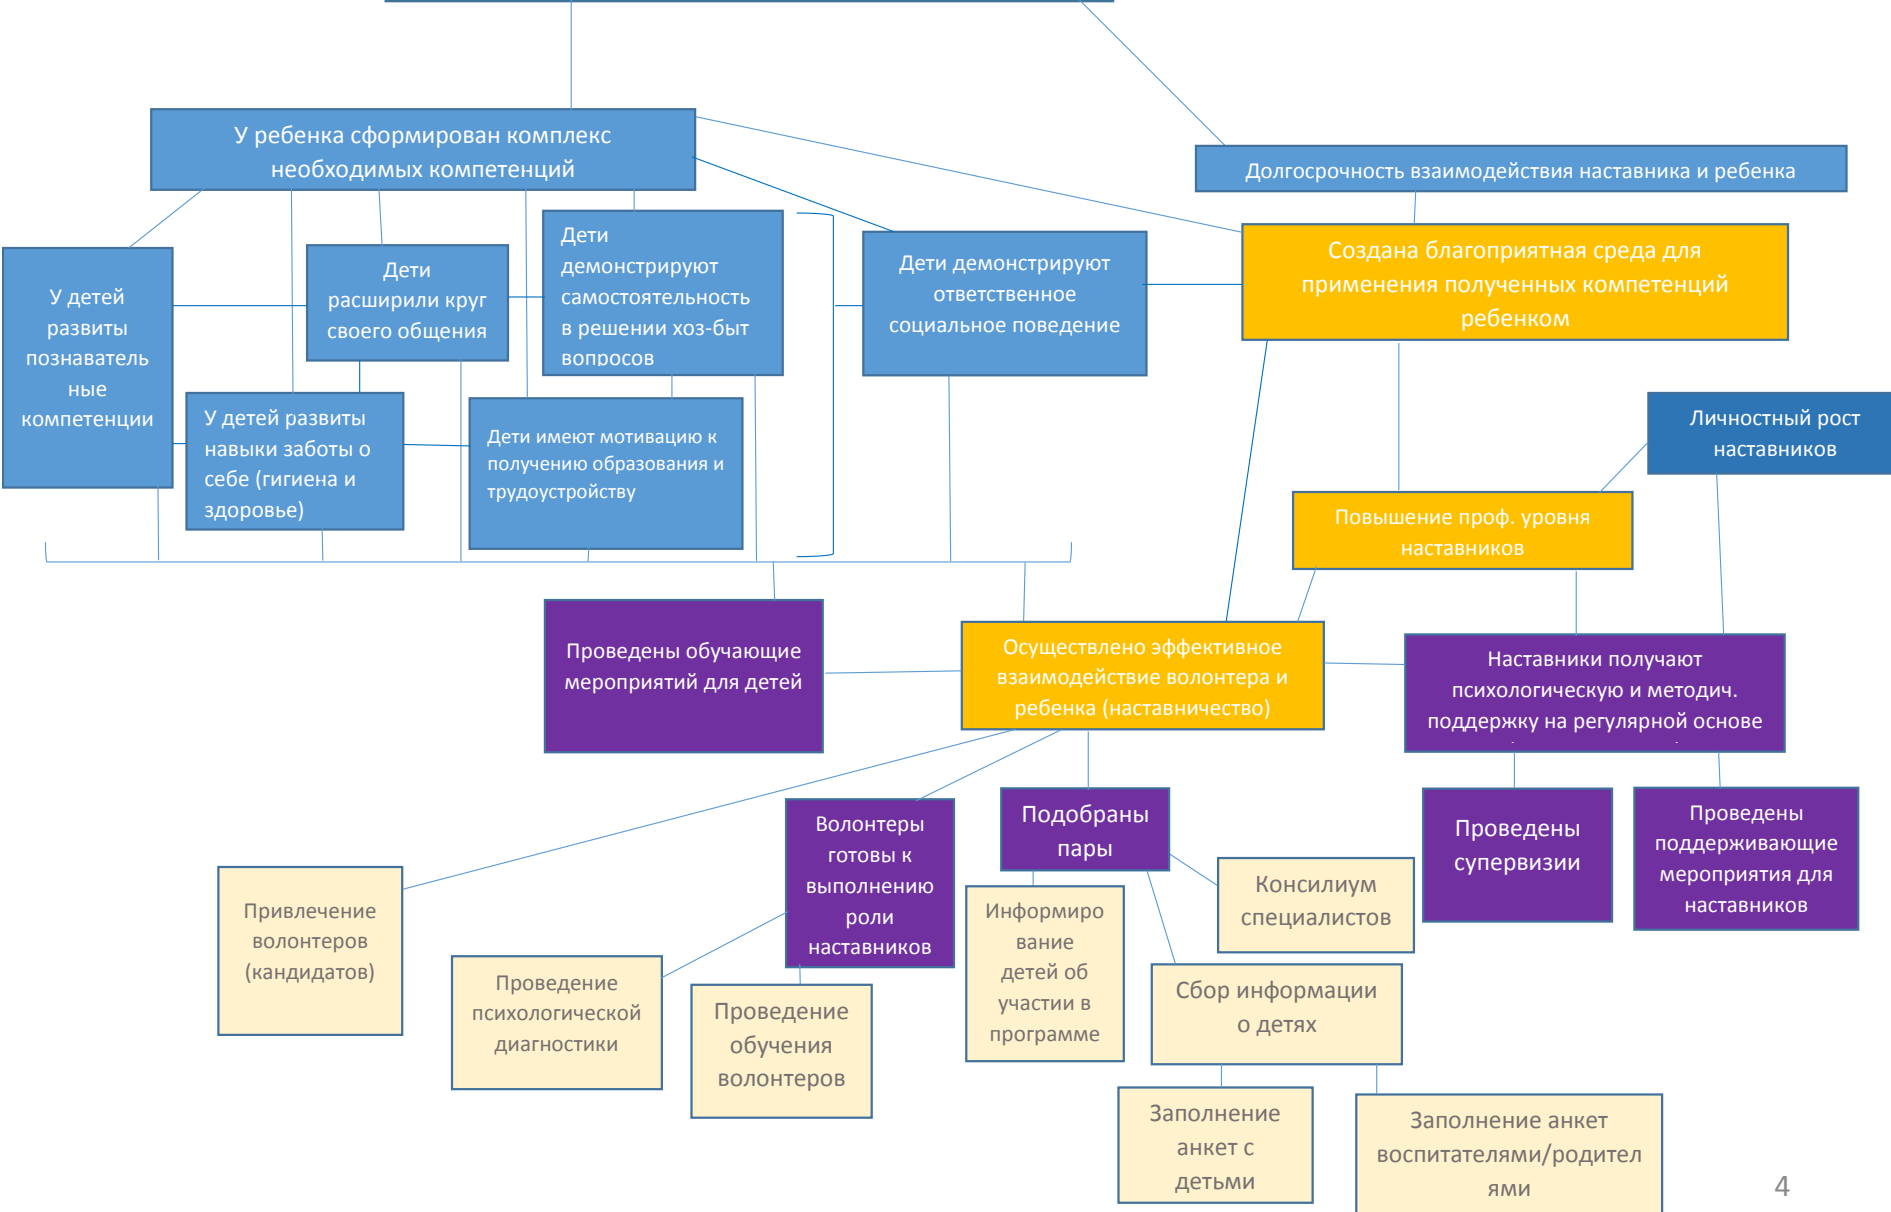 У ребенка сформирован комплекс
необходимых компетенций
Долгосрочность взаимодействия наставника и ребенка
У детей
развиты
познаватель
ные
компетенции
Дети
расширили круг
своего общения
Дети
демонстрируют
самостоятельность
в решении хоз-быт
вопросов
Дети демонстрируют
ответственное
социальное поведение
Создана благоприятная среда для
применения полученных компетенций
ребенком
У детей развиты
навыки заботы о
себе (гигиена и
здоровье)
Дети имеют мотивацию к
получению образования и
трудоустройству
Личностный рост
наставников
Повышение проф. уровня
наставников
Проведены обучающие
мероприятий для детей
Осуществлено эффективное
взаимодействие волонтера и
ребенка (наставничество)
Наставники получают
психологическую и методич.
поддержку на регулярной основе
Волонтеры
готовы к
выполнению
роли
наставников
Подобраны
пары
Проведены
супервизии
Проведены
поддерживающие
мероприятия для
наставников
Привлечение
волонтеров
(кандидатов)
Проведение
психологической
диагностики
Проведение
обучения
волонтеров
Информиро
вание
детей об
участии в
программе
Консилиум
специалистов
Сбор информации
о детях
Заполнение
анкет с
детьми
Заполнение анкет
воспитателями/родител
ями
4